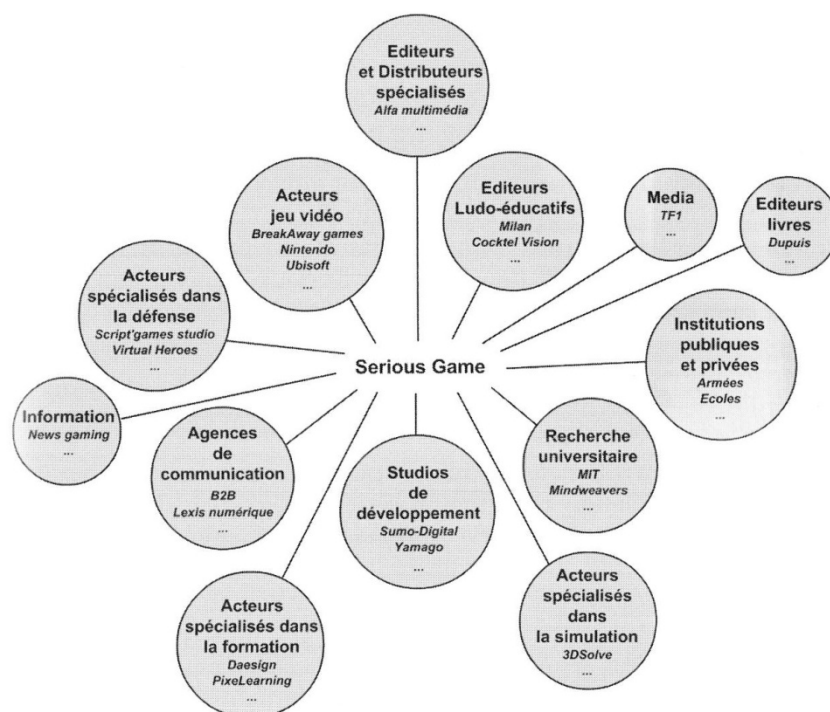 Editeurs
et Distributeurs
spécialisés
Alfa multimédia
...
Acteurs
jeu vidéo
BreakAway games
Nintendo
Ubisoft
...
Editeurs
Ludo-éducatifs
Milan
Cocktel Vision
...
Media
TF1
...
Editeurs
livres
Dupuis
...
Acteurs
spécialisés dans
la défense
Script'games studio
Virtual Heroes
...
Serious Game
Institutions
publiques
et privées
Armées
Ecoles
...
Information
News gaming
...
Agences
de
communication
B2B
Lexis numérique
...
Studios
de
développement
Sumo-Digital
Yamago
...
Recherche
universitaire
MIT
Mindweavers
...
Acteurs
spécialisés dans
la formation
Daesign
PixeLearning
...
Acteurs
spécialisés
dans
la simulation
3DSolve
...